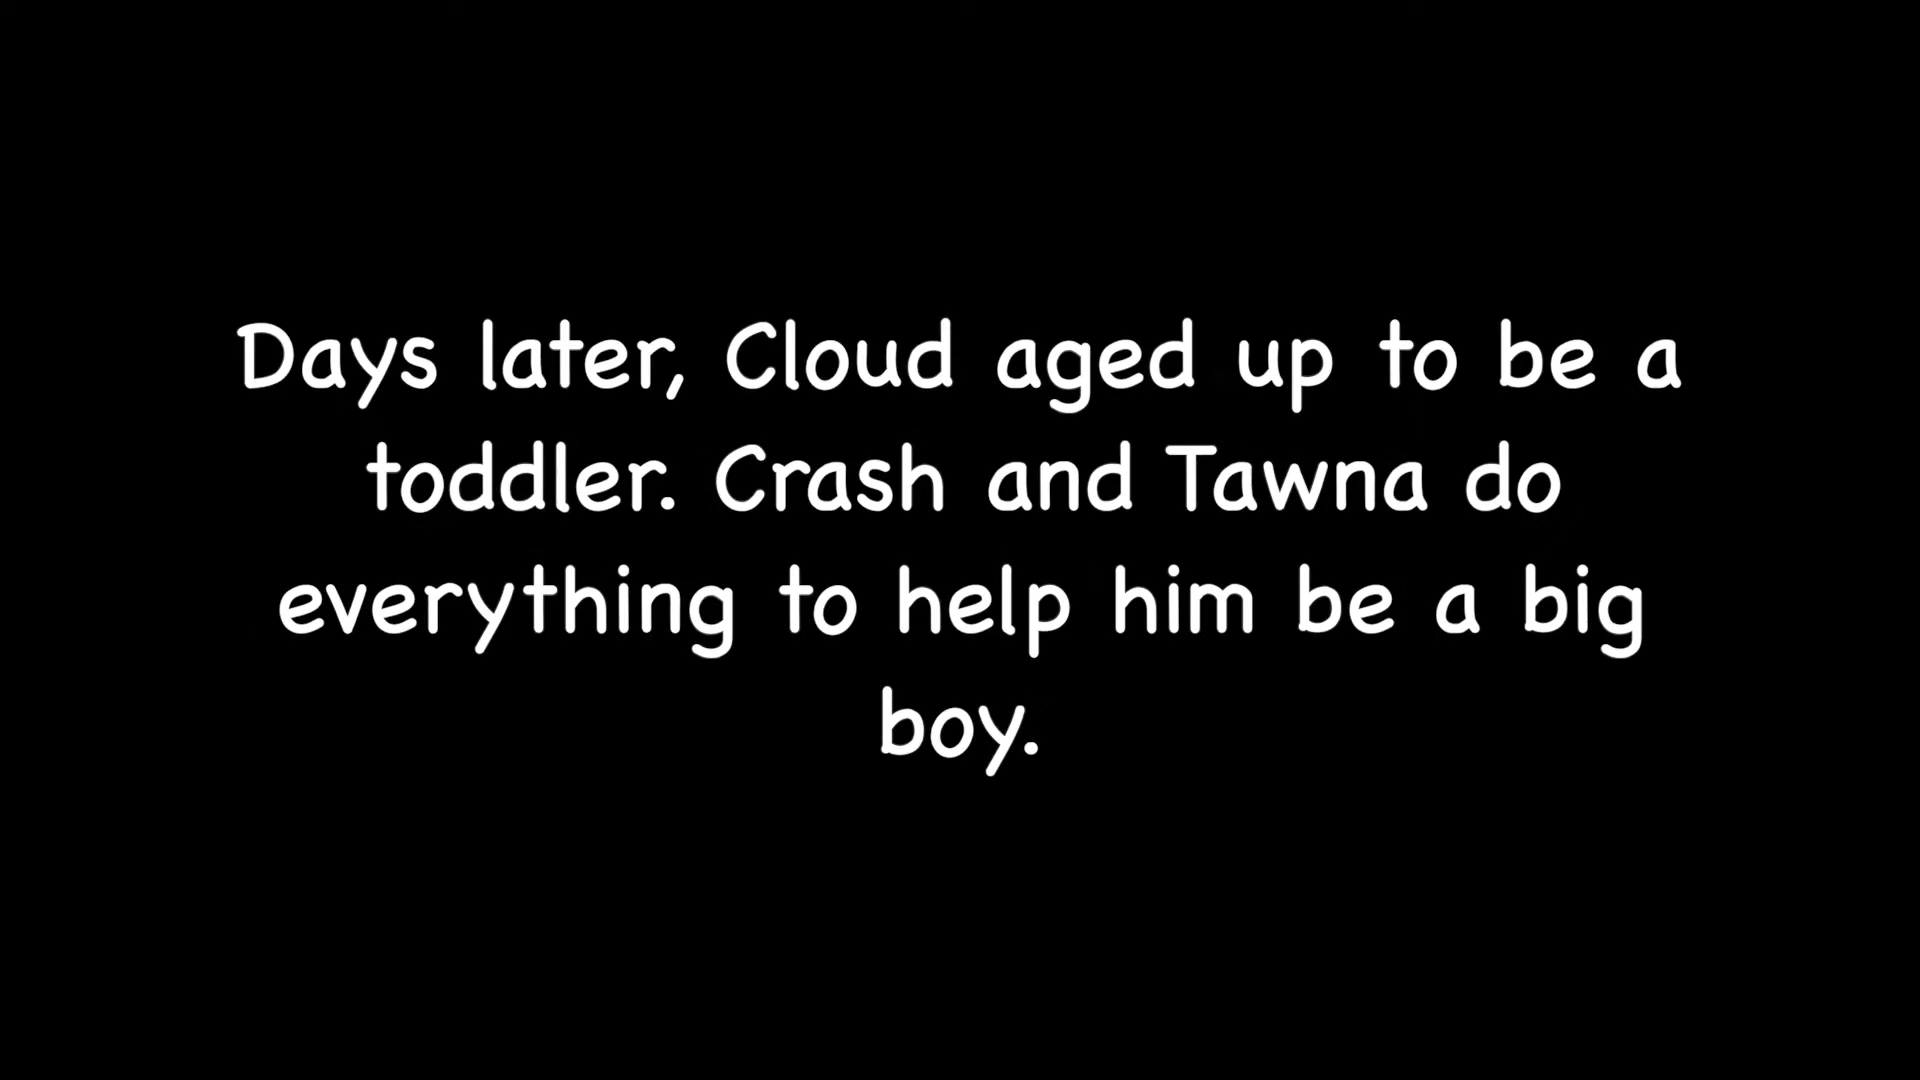 Days later, Cloud aged up to be a
toddler. Crash and Tawna do
everything to help him be a big
boy.